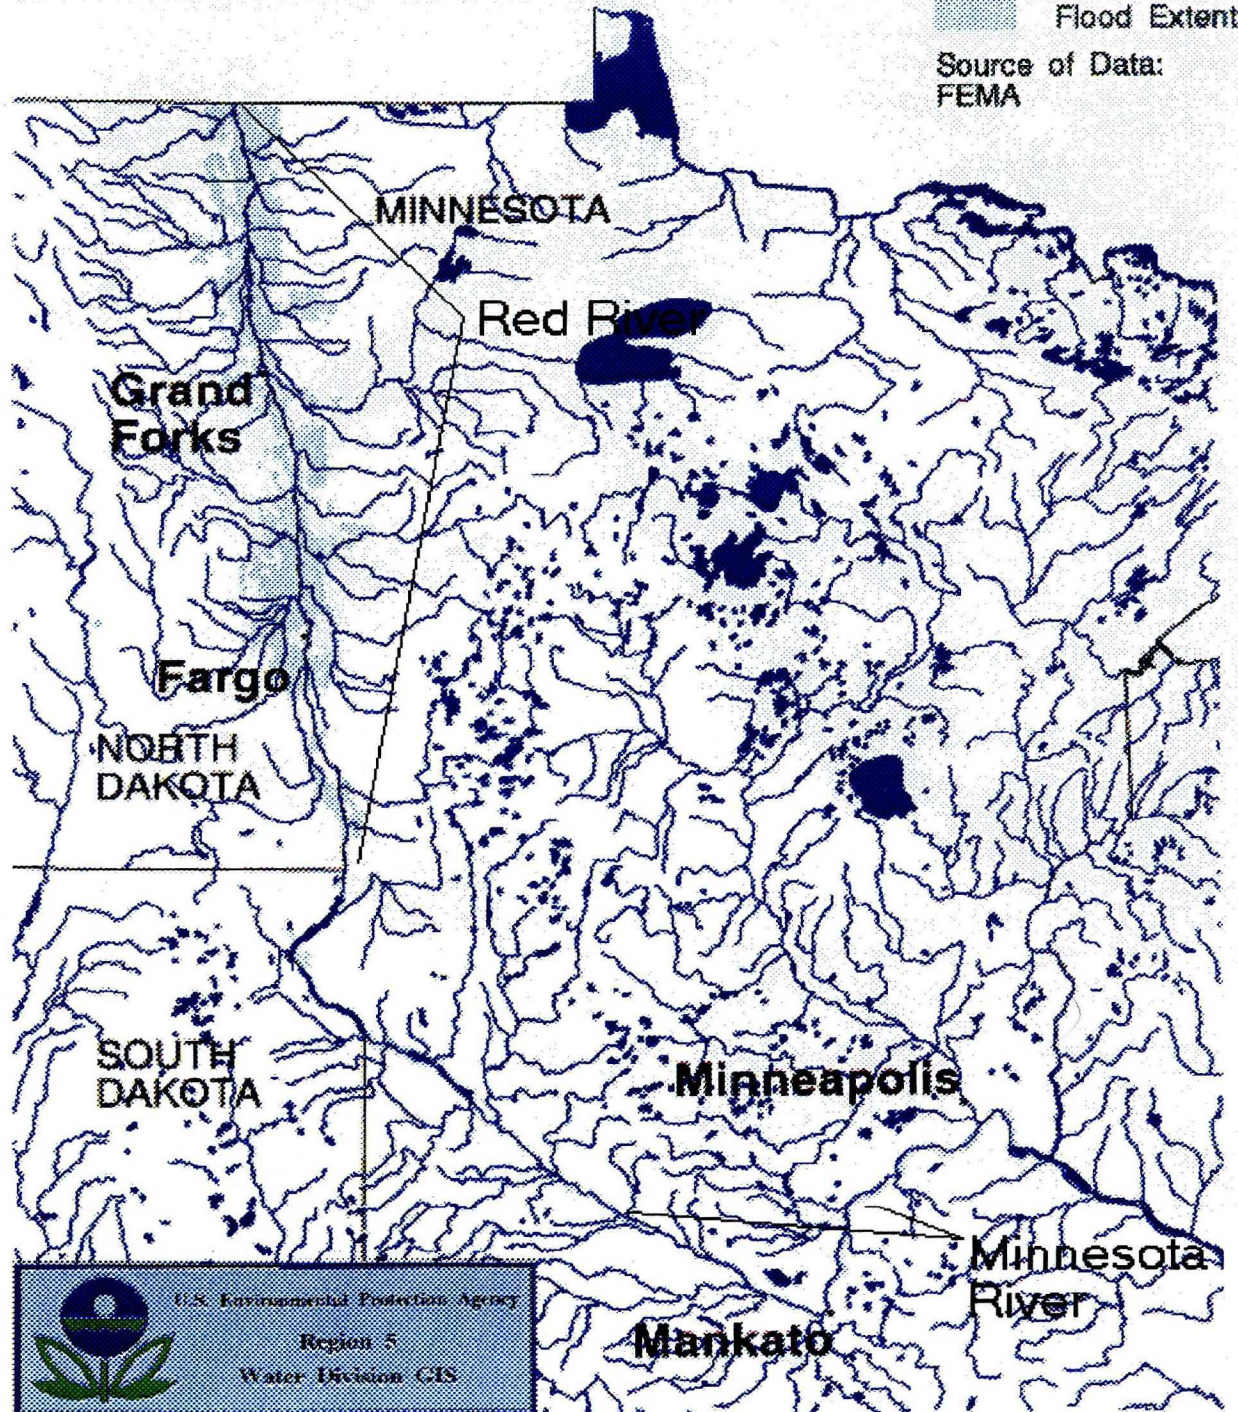 Flood Extent
Source of Data:
FEMA
MINNESOTA
Red River
Grand
Forks
Fargo
NORTH
DAKOTA
SOUTH
DAKOTA
Minneapolis
Minnesota
River
Mankato
U.S. Environmental Protection Agency
Region 5
Water Division GIS